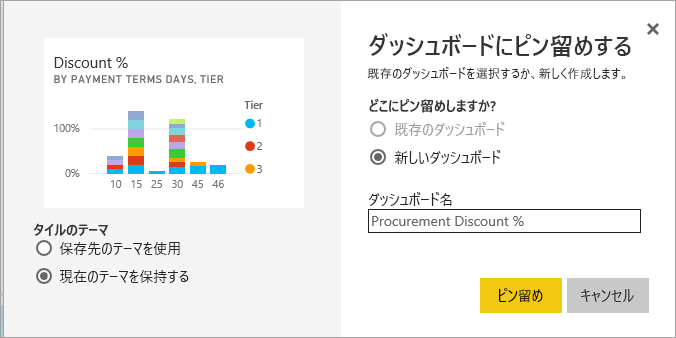 Discount %
BY PAYMENT TERMS DAYS, TIER
Tier
100%
1
2
0%
3
10 15 25 30 45 46
タイルのテーマ
保存先のテーマを使用
現在のテーマを保持する
ダッシュボードにピン留めする
既存のダッシュボードを選択するか、新しく作成します。
どこにピン留めしますか?
既存のダッシュボード
新しいダッシュボード
ダッシュボード名
Procurement Discount %
ピン留め キャンセル